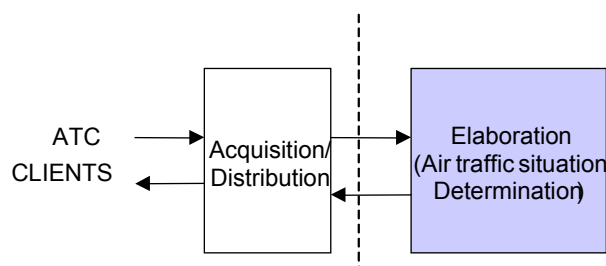 ATC
CLIENTS
Acquisition/
Distribution
Elaboration
(Air traffic situation
Determination)